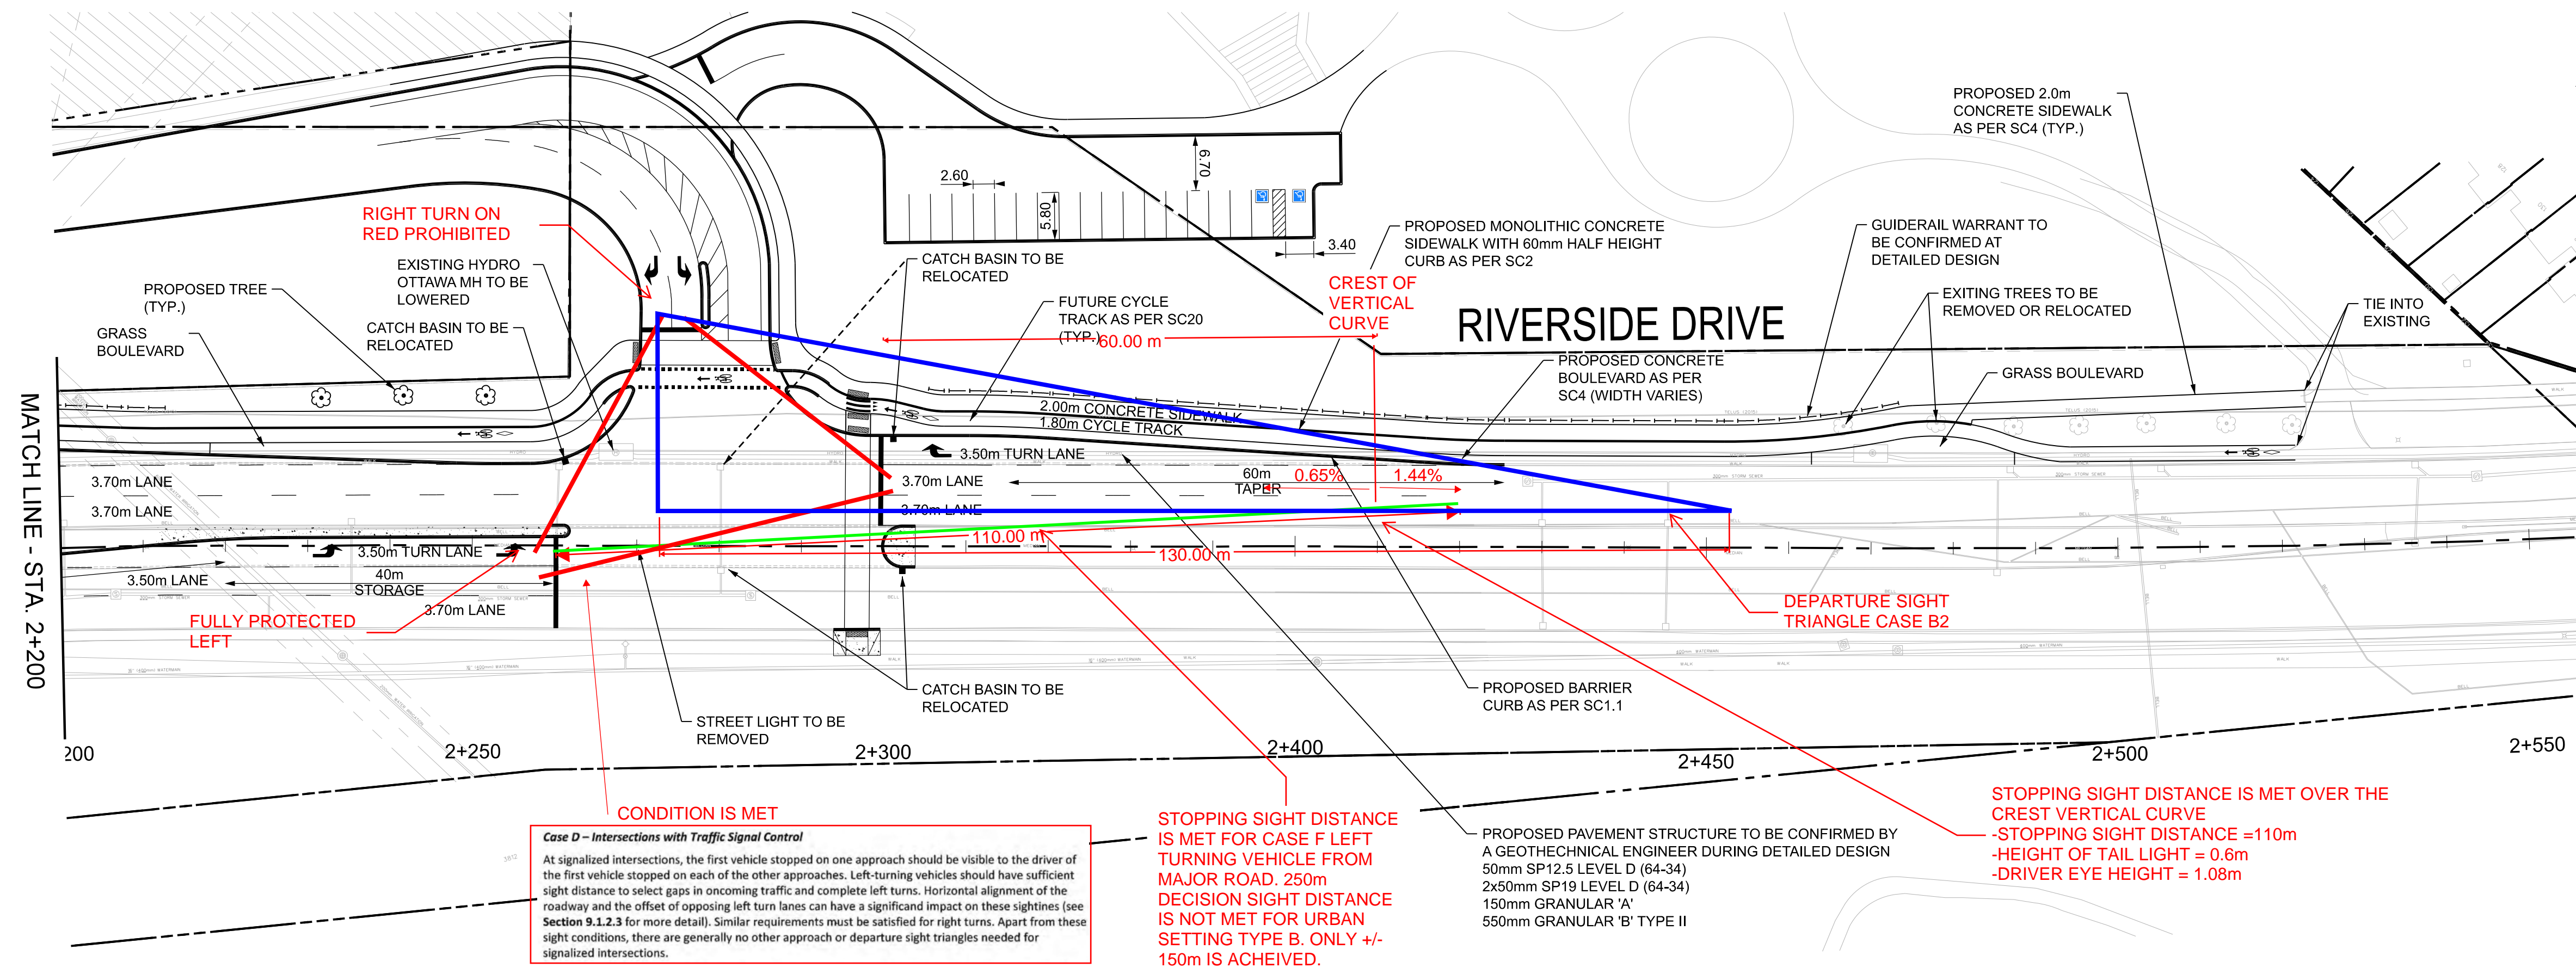 PROPOSED 2.0m
CONCRETE SIDEWALK
AS PER SC4 (TYP.)
2.60
5.80
6.70
3.40
RIGHT TURN ON
RED PROHIBITED
EXISTING HYDRO
OTTAWA MH TO BE
LOWERED
PROPOSED TREE
(TYP.)
GRASS
BOULEVARD
CATCH BASIN TO BE
RELOCATED
CATCH BASIN TO BE
RELOCATED
FUTURE CYCLE
TRACK AS PER SC20
(TYP.)
60.00 m
PROPOSED MONOLITHIC CONCRETE
SIDEWALK WITH 60mm HALF HEIGHT
CURB AS PER SC2
CREST OF
VERTICAL
CURVE
RIVERSIDE DRIVE
GUIDERAIL WARRANT TO
BE CONFIRMED AT
DETAILED DESIGN
EXITING TREES TO BE
REMOVED OR RELOCATED
TIE INTO
EXISTING
PROPOSED CONCRETE
BOULEVARD AS PER
SC4 (WIDTH VARIES)
GRASS BOULEVARD
2.00m CONCRETE SIDEWALK
1.80m CYCLE TRACK
3.50m TURN LANE
3.70m LANE
3.70m LANE
3.70m LANE
3.70m LANE
60m
TAPER
0.65%
1.44%
110.00 m
130.00 m
3.50m TURN LANE
3.50m LANE
40m
STORAGE
3.70m LANE
MATCH LINE - STA. 2+200
FULLY PROTECTED
LEFT
DEPARTURE SIGHT
TRIANGLE CASE B2
CATCH BASIN TO BE
RELOCATED
STREET LIGHT TO BE
REMOVED
PROPOSED BARRIER
CURB AS PER SC1.1
200
2+250
2+300
2+400
2+450
2+500
2+550
CONDITION IS MET
Case D – Intersections with Traffic Signal Control
At signalized intersections, the first vehicle stopped on one approach should be visible to the driver of
the first vehicle stopped on each of the other approaches. Left-turning vehicles should have sufficient
sight distance to select gaps in oncoming traffic and complete left turns. Horizontal alignment of the
roadway and the offset of opposing left turn lanes can have a significand impact on these sightines (see
Section 9.1.2.3 for more detail). Similar requirements must be satisfied for right turns. Apart from these
sight conditions, there are generally no other approach or departure sight triangles needed for
signalized intersections.
STOPPING SIGHT DISTANCE
IS MET FOR CASE F LEFT
TURNING VEHICLE FROM
MAJOR ROAD. 250m
DECISION SIGHT DISTANCE
IS NOT MET FOR URBAN
SETTING TYPE B. ONLY +/-
150m IS ACHEIVED.
PROPOSED PAVEMENT STRUCTURE TO BE CONFIRMED BY
A GEOTHECHNICAL ENGINEER DURING DETAILED DESIGN
50mm SP12.5 LEVEL D (64-34)
2x50mm SP19 LEVEL D (64-34)
150mm GRANULAR 'A'
550mm GRANULAR 'B' TYPE II
STOPPING SIGHT DISTANCE IS MET OVER THE
CREST VERTICAL CURVE
-STOPPING SIGHT DISTANCE =110m
-HEIGHT OF TAIL LIGHT = 0.6m
-DRIVER EYE HEIGHT = 1.08m